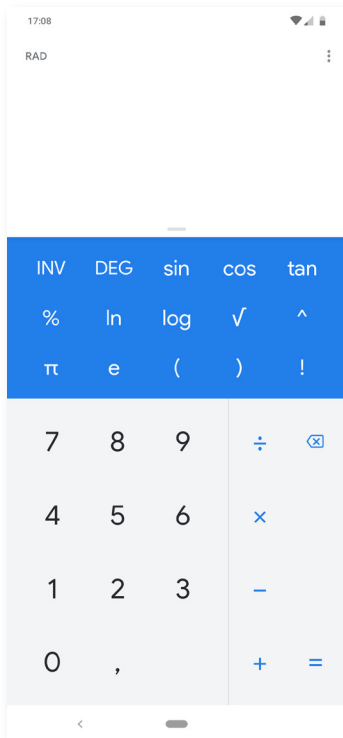 17:08
RAD
INV DEG sin cos tan
% ln log √ ^
π e ( ) !
7 8 9 ÷
4 5 6 ×
1 2 3 −
0 , + =